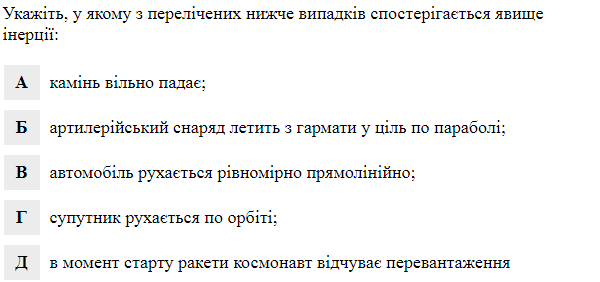 Укажіть, у якому з перелічених нижче випадків спостерігається явище
інерції:
А камінь вільно падає;
Б артилерійський снаряд летить з гармати у ціль по параболі;
В автомобіль рухається рівномірно прямолінійно;
Г супутник рухається по орбіті;
Д в момент старту ракети космонавт відчуває перевантаження